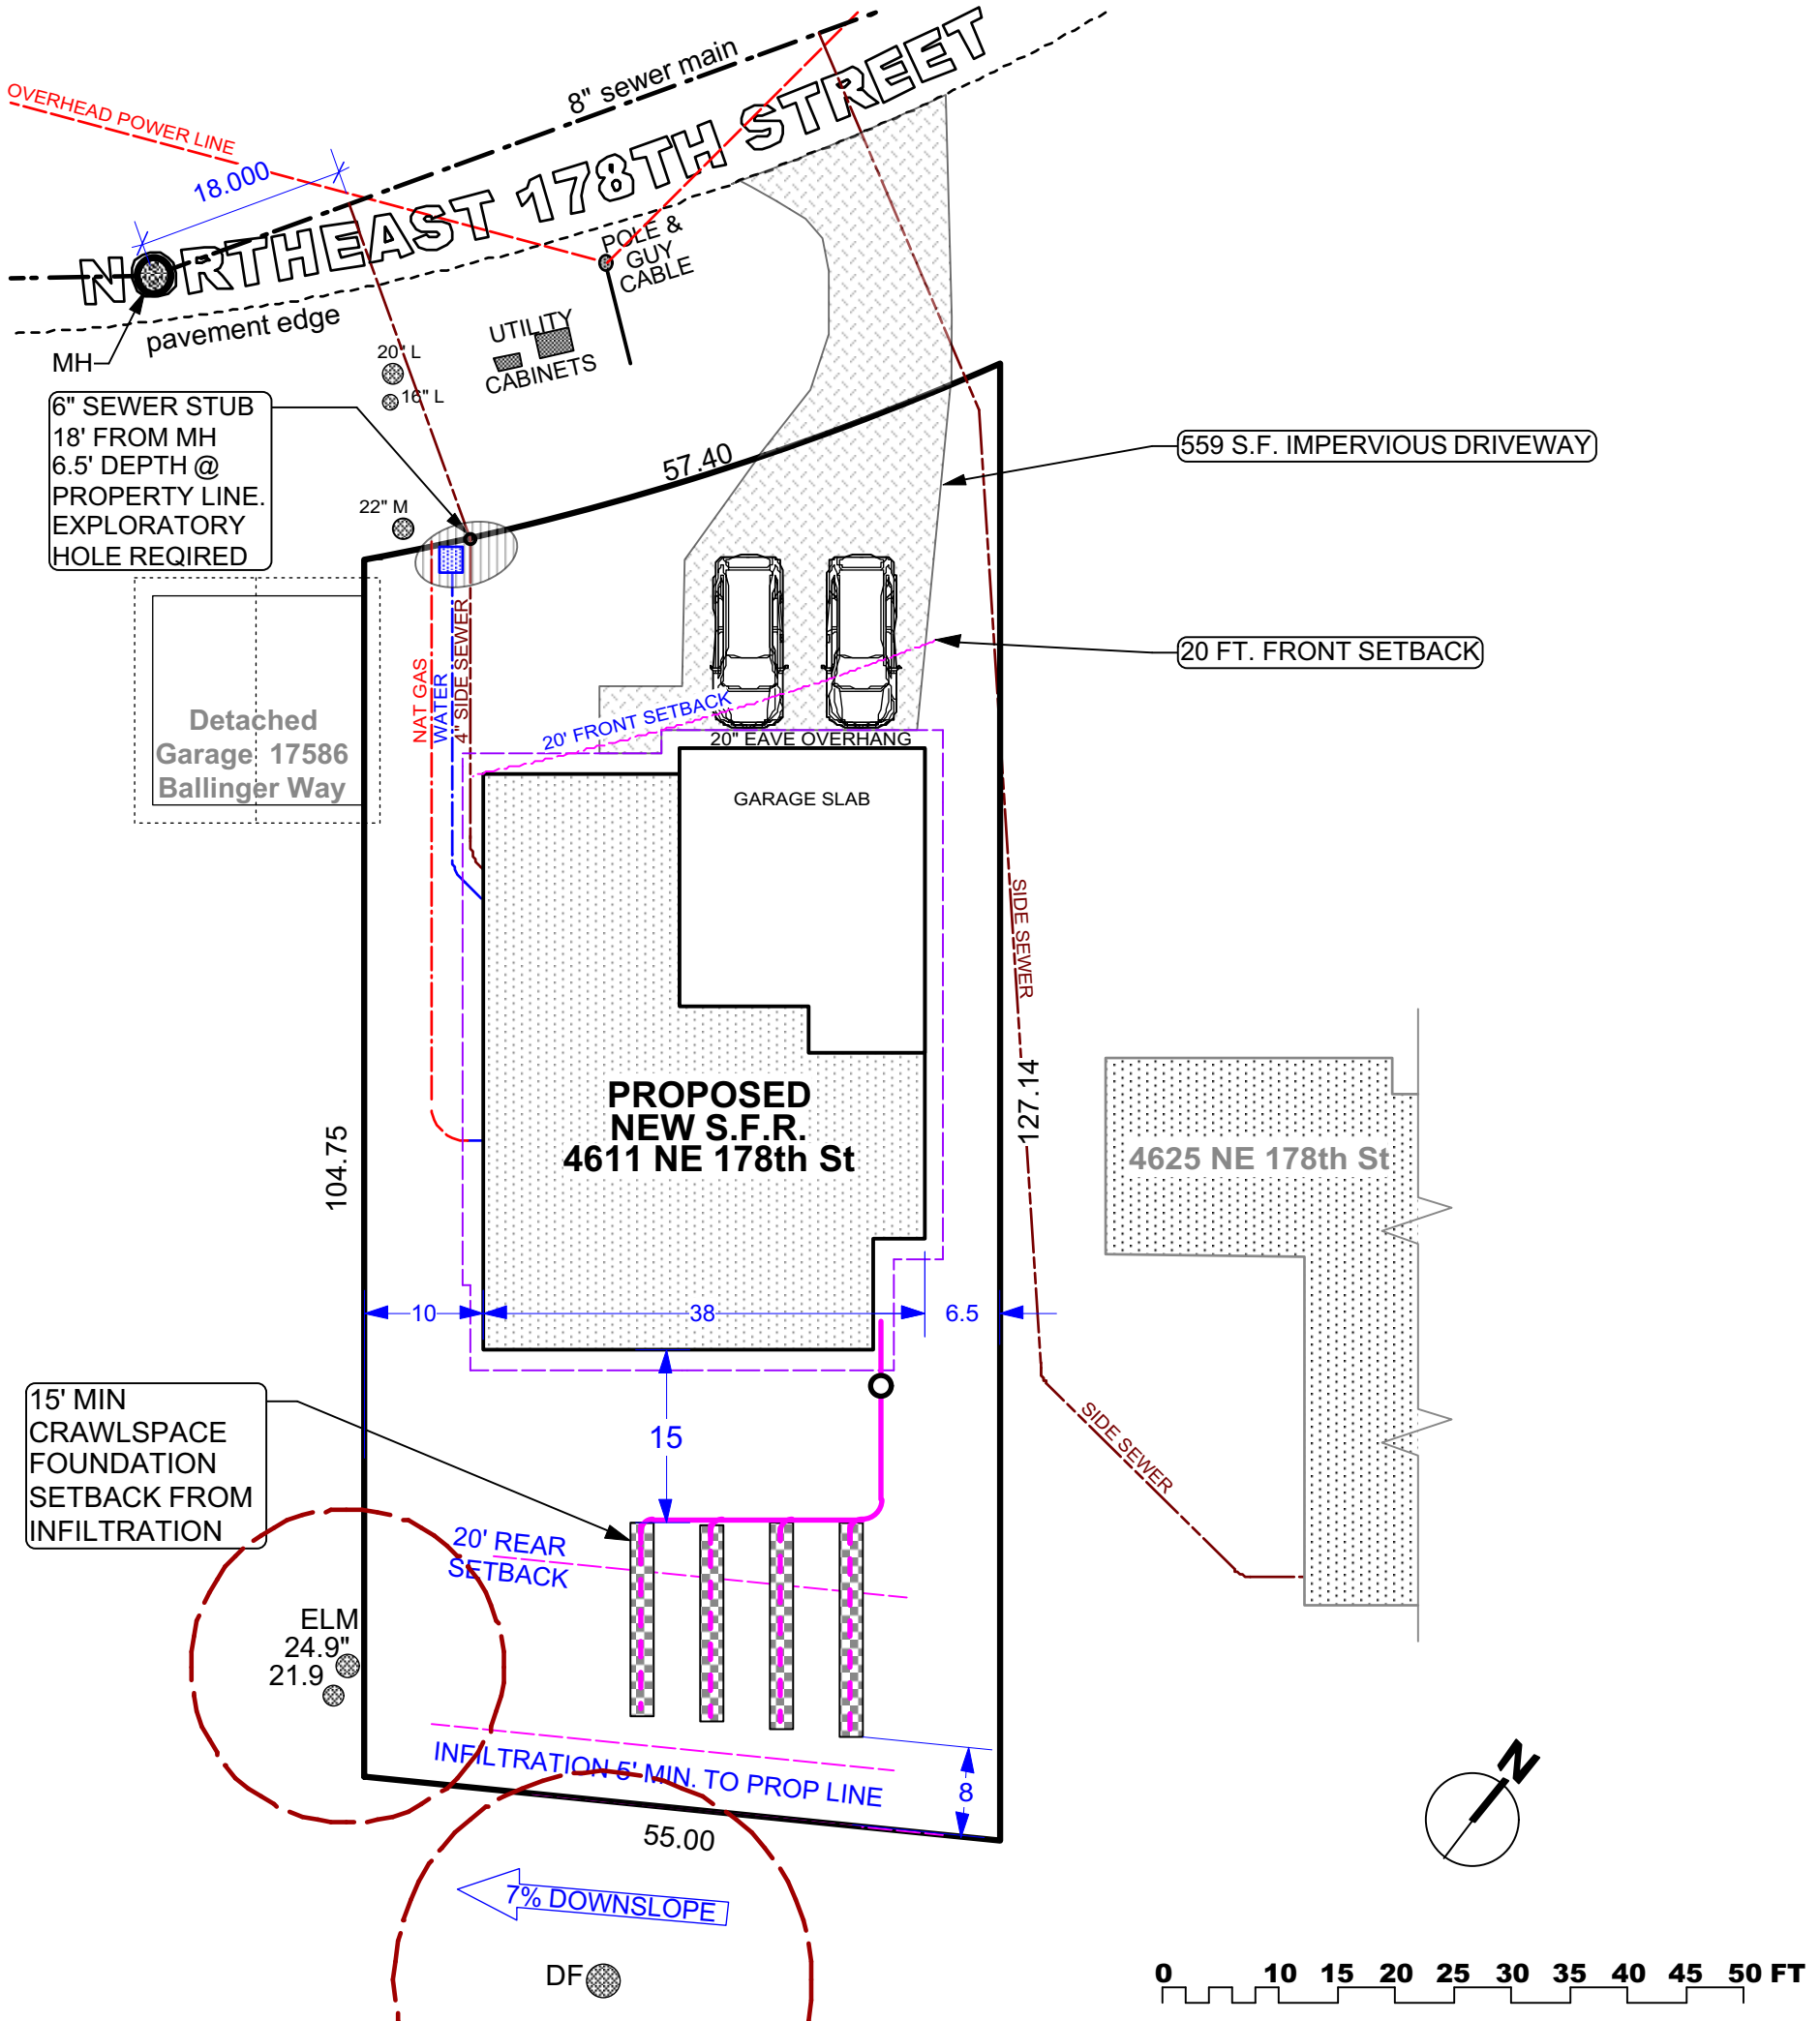 8" sewer main
OVERHEAD POWER LINE
18.000
NORTHEAST 178TH STREET
POLE &
GUY
CABLE
pavement edge
UTILITY
CABINETS
MH
20" L
16" L
6" SEWER STUB
18' FROM MH
6.5' DEPTH @
PROPERTY LINE.
EXPLORATORY
HOLE REQIRED
57.40
559 S.F. IMPERVIOUS DRIVEWAY
22" M
20 FT. FRONT SETBACK
NAT GAS
WATER
4" SIDE SEWER
Detached
Garage 17586
Ballinger Way
20' FRONT SETBACK
20" EAVE OVERHANG
GARAGE SLAB
SIDE SEWER
PROPOSED
NEW S.F.R.
4611 NE 178th St
104.75
127.14
4625 NE 178th St
10
38
6.5
15' MIN
CRAWLSPACE
FOUNDATION
SETBACK FROM
INFILTRATION
15
SIDE SEWER
20' REAR
SETBACK
ELM
24.9"
21.9
INFILTRATION 5' MIN. TO PROP LINE
8
55.00
N
7% DOWNSLOPE
DF
0 10 15 20 25 30 35 40 45 50 FT